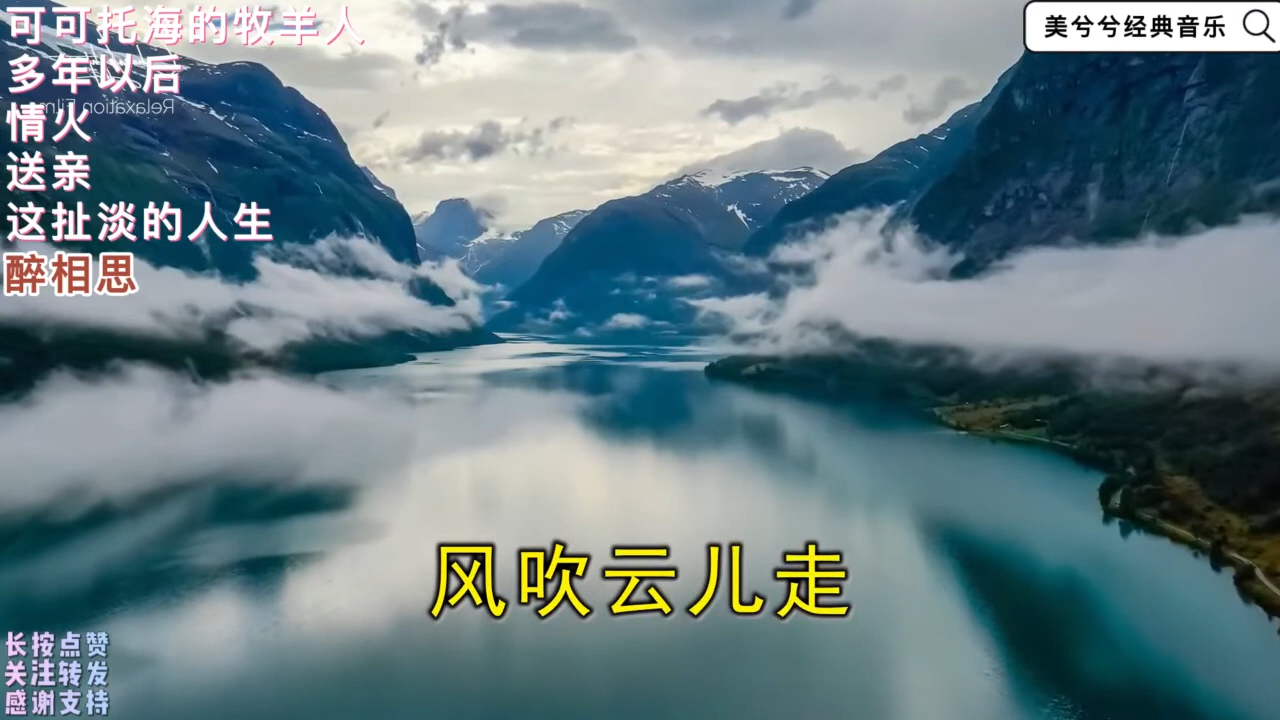 可可托海的牧羊人
美兮兮经典音乐
多年以后
Relaxation Film
情火
送亲
这扯淡的人生
醉相思
风吹云儿走
长按点赞
关注转发
感谢支持